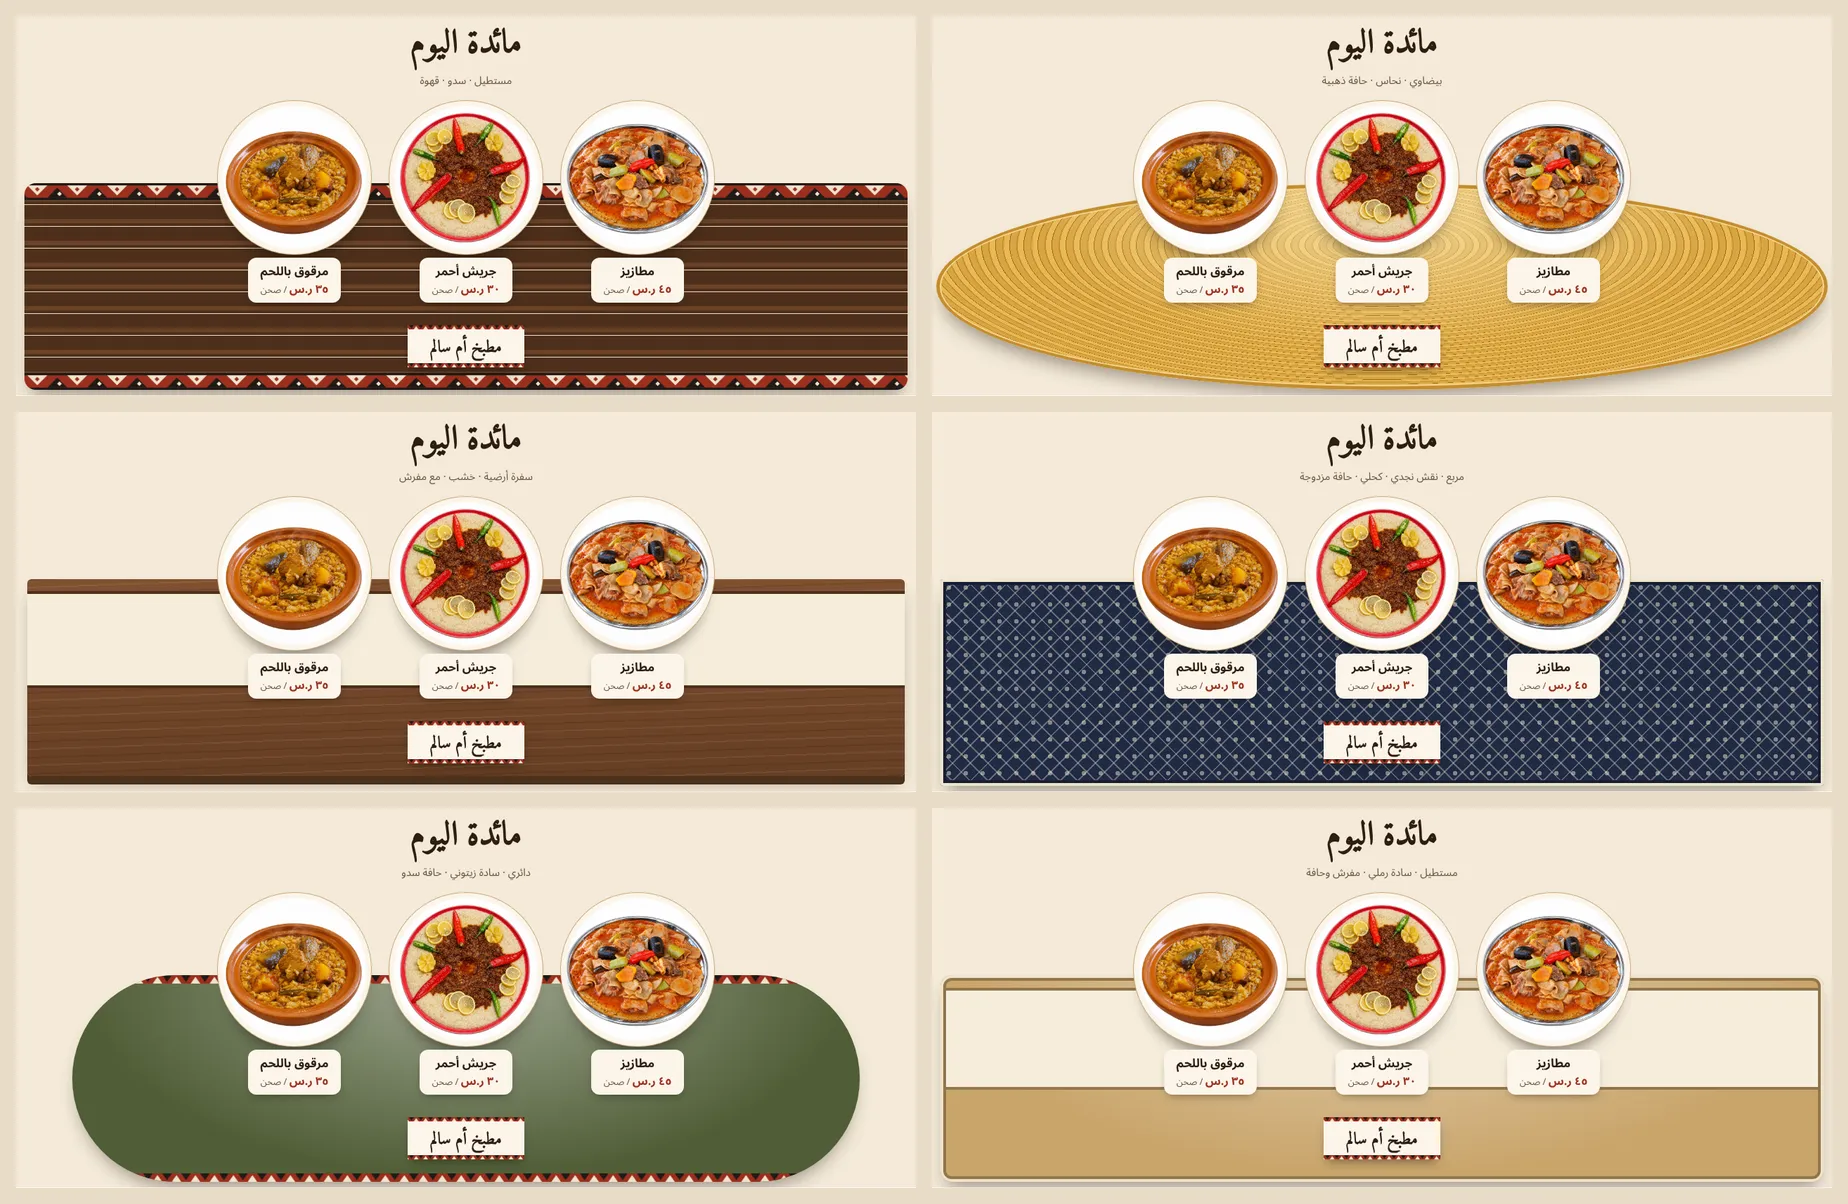 مائدة اليوم
مستطيل · سدو · قهوة
مطازيز
٤٥ ر.س / صحن
جريش أحمر
٣٠ ر.س / صحن
مرقوق باللحم
٣٥ ر.س / صحن
مطبخ أم سالم
مائدة اليوم
بيضاوي · نحاس · حافة ذهبية
مطازيز
٤٥ ر.س / صحن
جريش أحمر
٣٠ ر.س / صحن
مرقوق باللحم
٣٥ ر.س / صحن
مطبخ أم سالم
مائدة اليوم
سفرة أرضية · خشب · مع مفرش
مطازيز
٤٥ ر.س / صحن
جريش أحمر
٣٠ ر.س / صحن
مرقوق باللحم
٣٥ ر.س / صحن
مطبخ أم سالم
مائدة اليوم
مربع · نقش نجدي · كحلي · حافة مزدوجة
مطازيز
٤٥ ر.س / صحن
جريش أحمر
٣٠ ر.س / صحن
مرقوق باللحم
٣٥ ر.س / صحن
مطبخ أم سالم
مائدة اليوم
دائري · سادة زيتوني · حافة سدو
مطازيز
٤٥ ر.س / صحن
جريش أحمر
٣٠ ر.س / صحن
مرقوق باللحم
٣٥ ر.س / صحن
مطبخ أم سالم
مائدة اليوم
مستطيل · سادة رملي · مفرش وحافة
مطازيز
٤٥ ر.س / صحن
جريش أحمر
٣٠ ر.س / صحن
مرقوق باللحم
٣٥ ر.س / صحن
مطبخ أم سالم